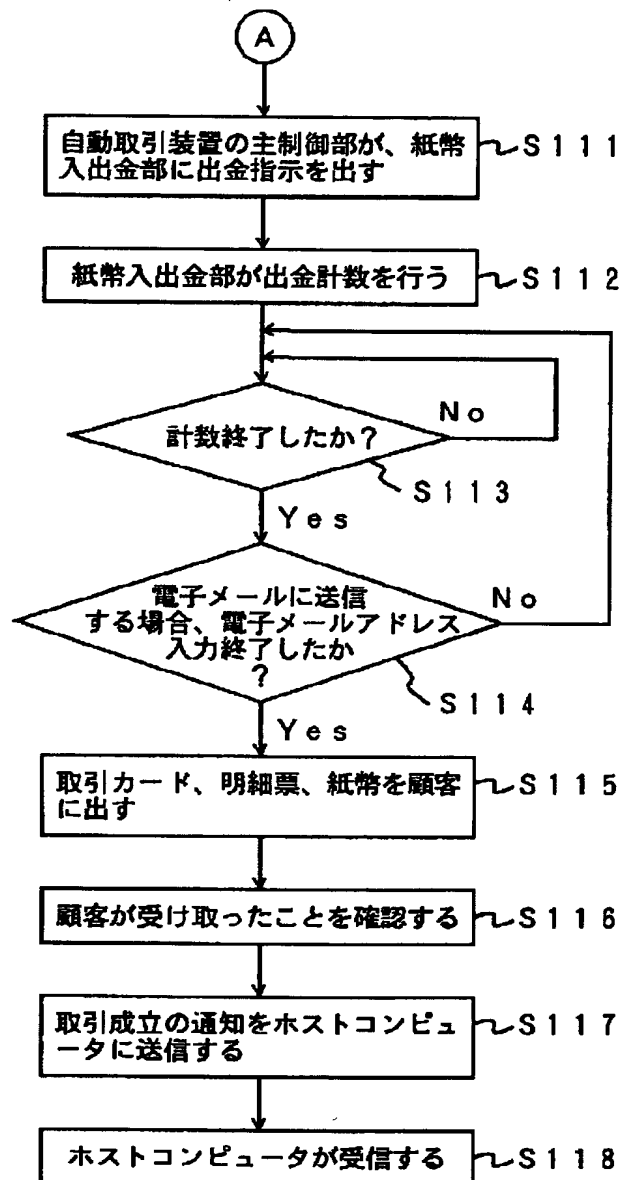 A
自動取引装置の主制御部が、紙幣
入出金部に出金指示を出す
S111
紙幣入出金部が出金計数を行う
S112
計数終了したか？
No
S113
Yes
電子メールに送信
する場合、電子メールアドレス
入力終了したか
？
No
S114
Yes
取引カード、明細票、紙幣を顧客
に出す
S115
顧客が受け取ったことを確認する
S116
取引成立の通知をホストコンピュ
ータに送信する
S117
ホストコンピュータが受信する
S118